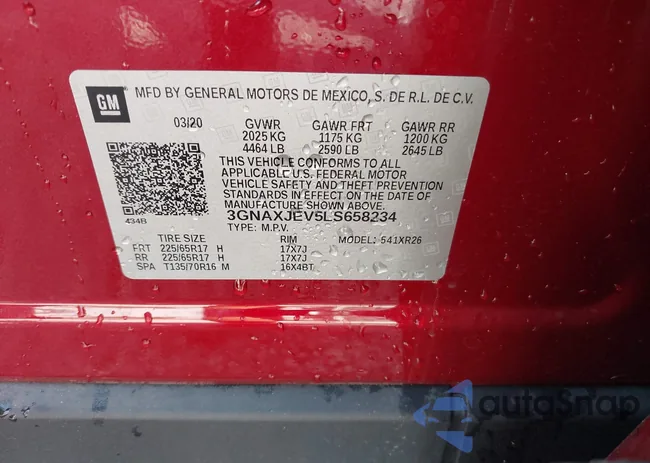 GM
MFD BY GENERAL MOTORS DE MEXICO, S. DE R.L. DE C.V.
03/20 GVWR GAWR FRT GAWR RR
2025 KG 1175 KG 1200 KG
4464 LB 2590 LB 2645 LB
THIS VEHICLE CONFORMS TO ALL
APPLICABLE U.S. FEDERAL MOTOR
VEHICLE SAFETY AND THEFT PREVENTION
STANDARDS IN EFFECT ON THE DATE OF
MANUFACTURE SHOWN ABOVE.
434B 3GNAXJEV5LS658234
TYPE: M.P.V.
TIRE SIZE RIM MODEL: 541XR26
FRT 225/65R17 H 17X7J
RR 225/65R17 H 17X7J
SPA T135/70R16 M 16X4BT
autoSnap